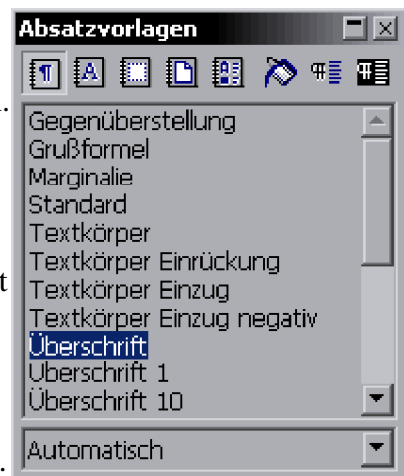 Absatzvorlagen
Gegenüberstellung
Grußformel
Marginalie
Standard
Textkörper
Textkörper Einrückung
Textkörper Einzug
Textkörper Einzug negativ
Überschrift
Überschrift 1
Überschrift 10
Automatisch